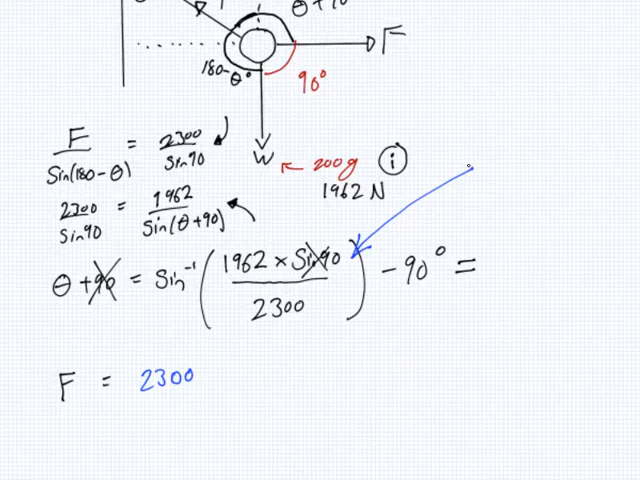 θ + 90
F
180-θ°
90°
F / Sin(180 - θ) = 2300 / Sin90
W
200g
i
2300 / Sin90 = 1962 / Sin(θ+90)
1962 N
θ + 90 = Sin⁻¹ (1962 × Sin90 / 2300) - 90° =
F = 2300